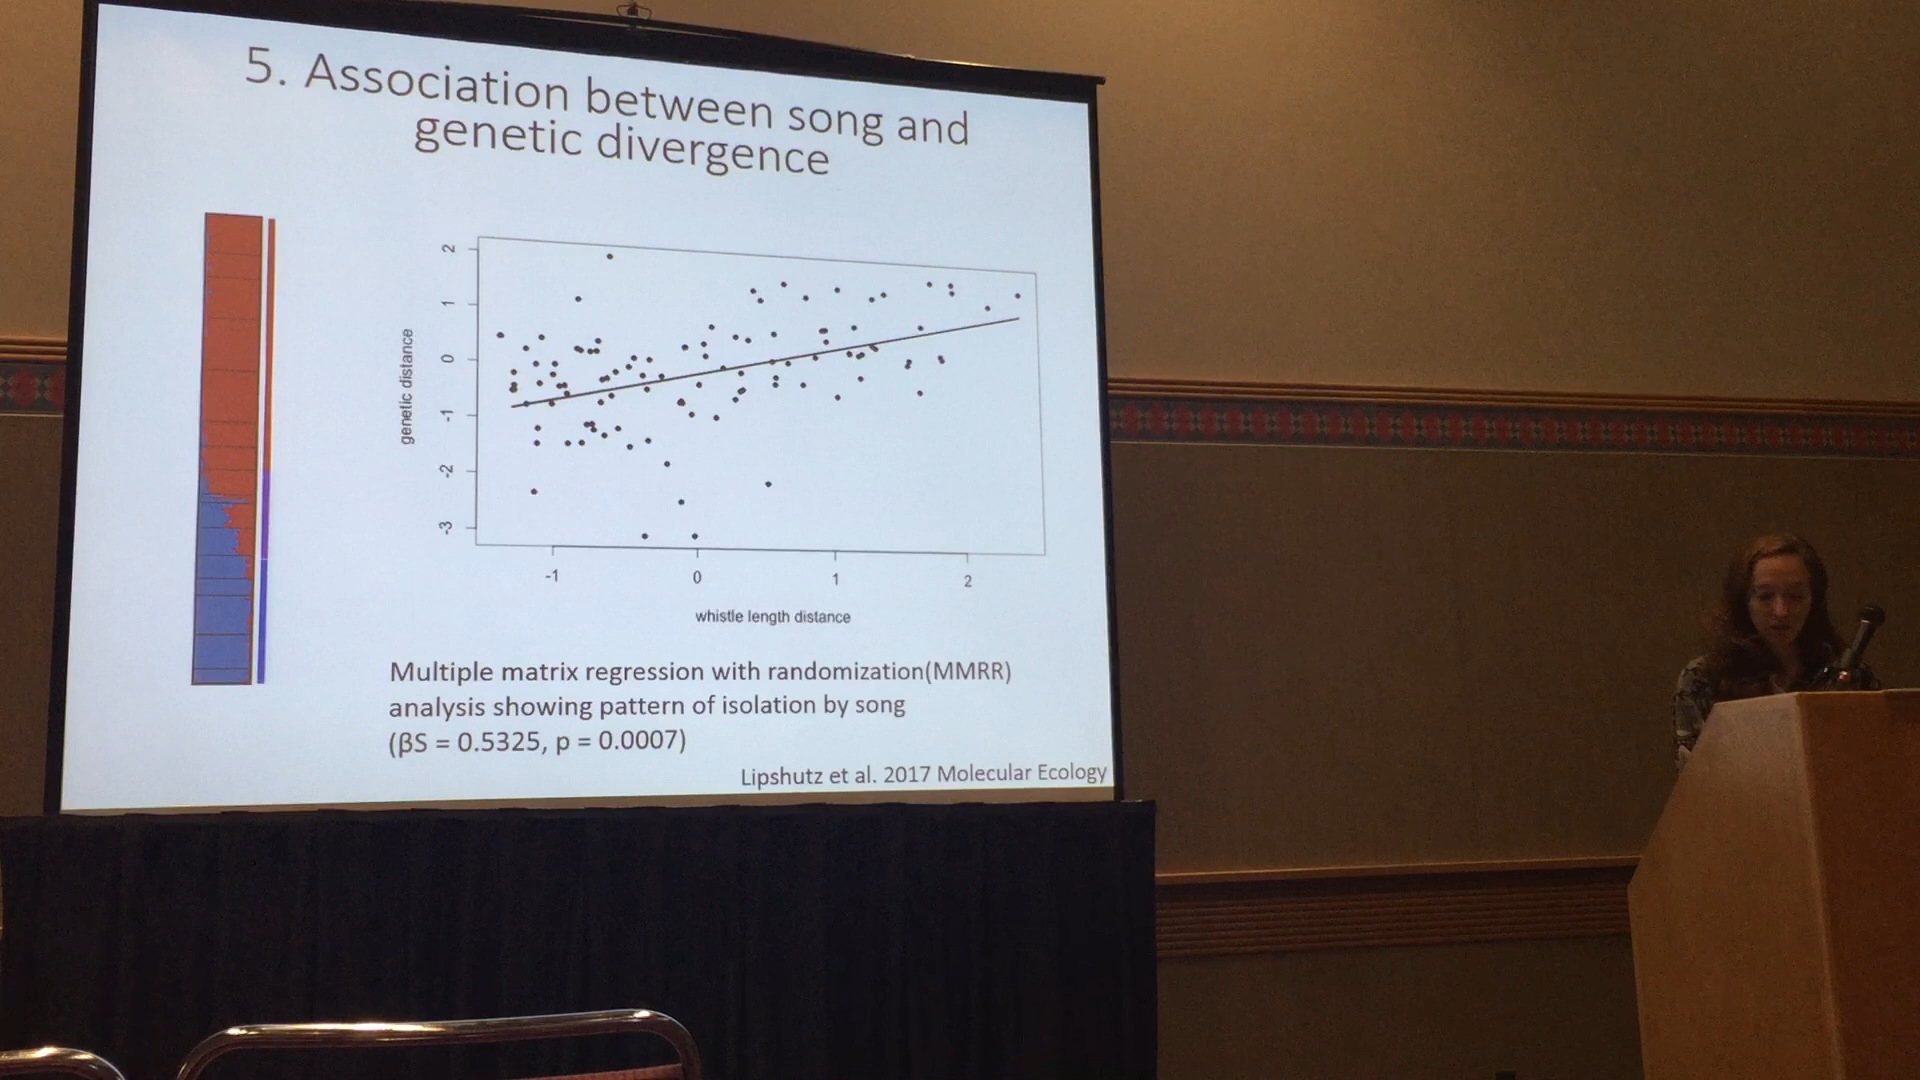 5. Association between song and
genetic divergence
2
1
0
-1
-2
-3
genetic distance
-1
0
1
2
whistle length distance
Multiple matrix regression with randomization(MMRR)
analysis showing pattern of isolation by song
(βS = 0.5325, p = 0.0007)
Lipshutz et al. 2017 Molecular Ecology